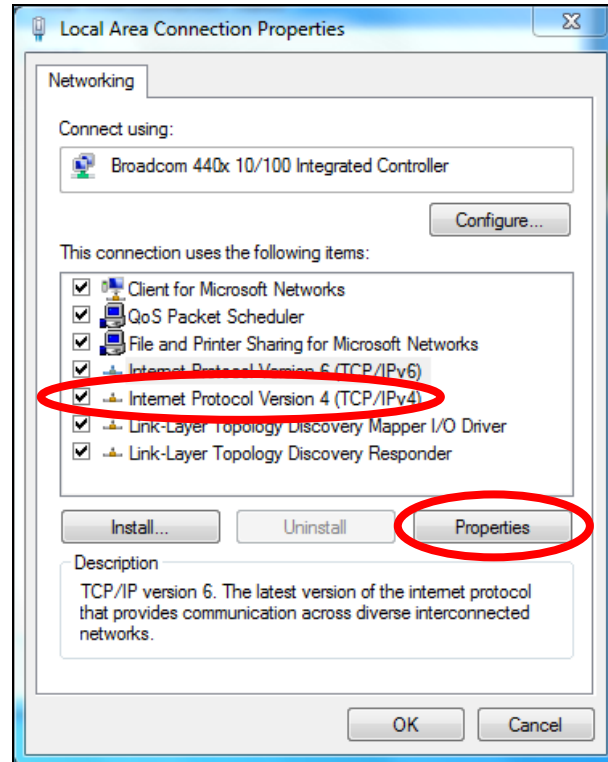 Local Area Connection Properties
Networking
Connect using:
Broadcom 440x 10/100 Integrated Controller
Configure...
This connection uses the following items:
Client for Microsoft Networks
QoS Packet Scheduler
File and Printer Sharing for Microsoft Networks
Internet Protocol Version 6 (TCP/IPv6)
Internet Protocol Version 4 (TCP/IPv4)
Link-Layer Topology Discovery Mapper I/O Driver
Link-Layer Topology Discovery Responder
Install... Uninstall Properties
Description
TCP/IP version 6. The latest version of the internet protocol
that provides communication across diverse interconnected
networks.
OK Cancel